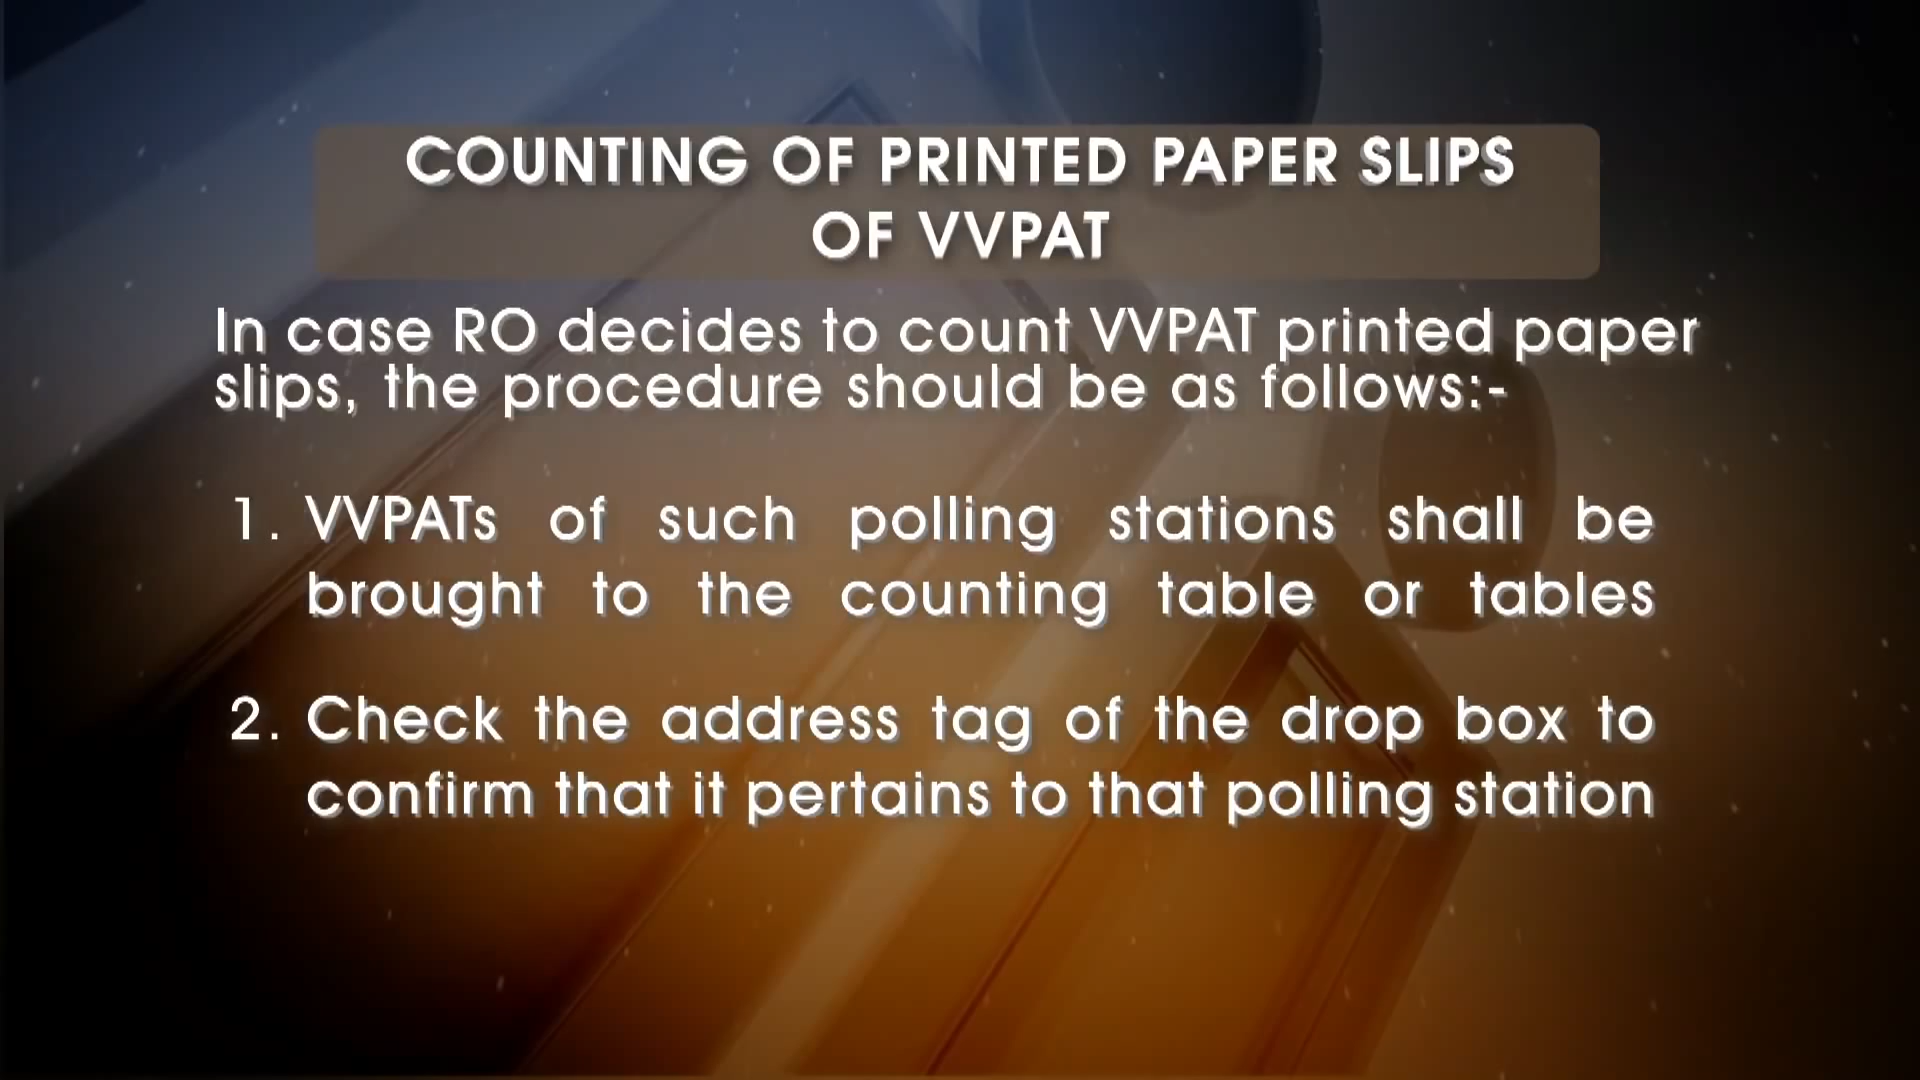 COUNTING OF PRINTED PAPER SLIPS
OF VVPAT
In case RO decides to count VVPAT printed paper
slips, the procedure should be as follows:-
1. VVPATs of such polling stations shall be
brought to the counting table or tables
2. Check the address tag of the drop box to
confirm that it pertains to that polling station